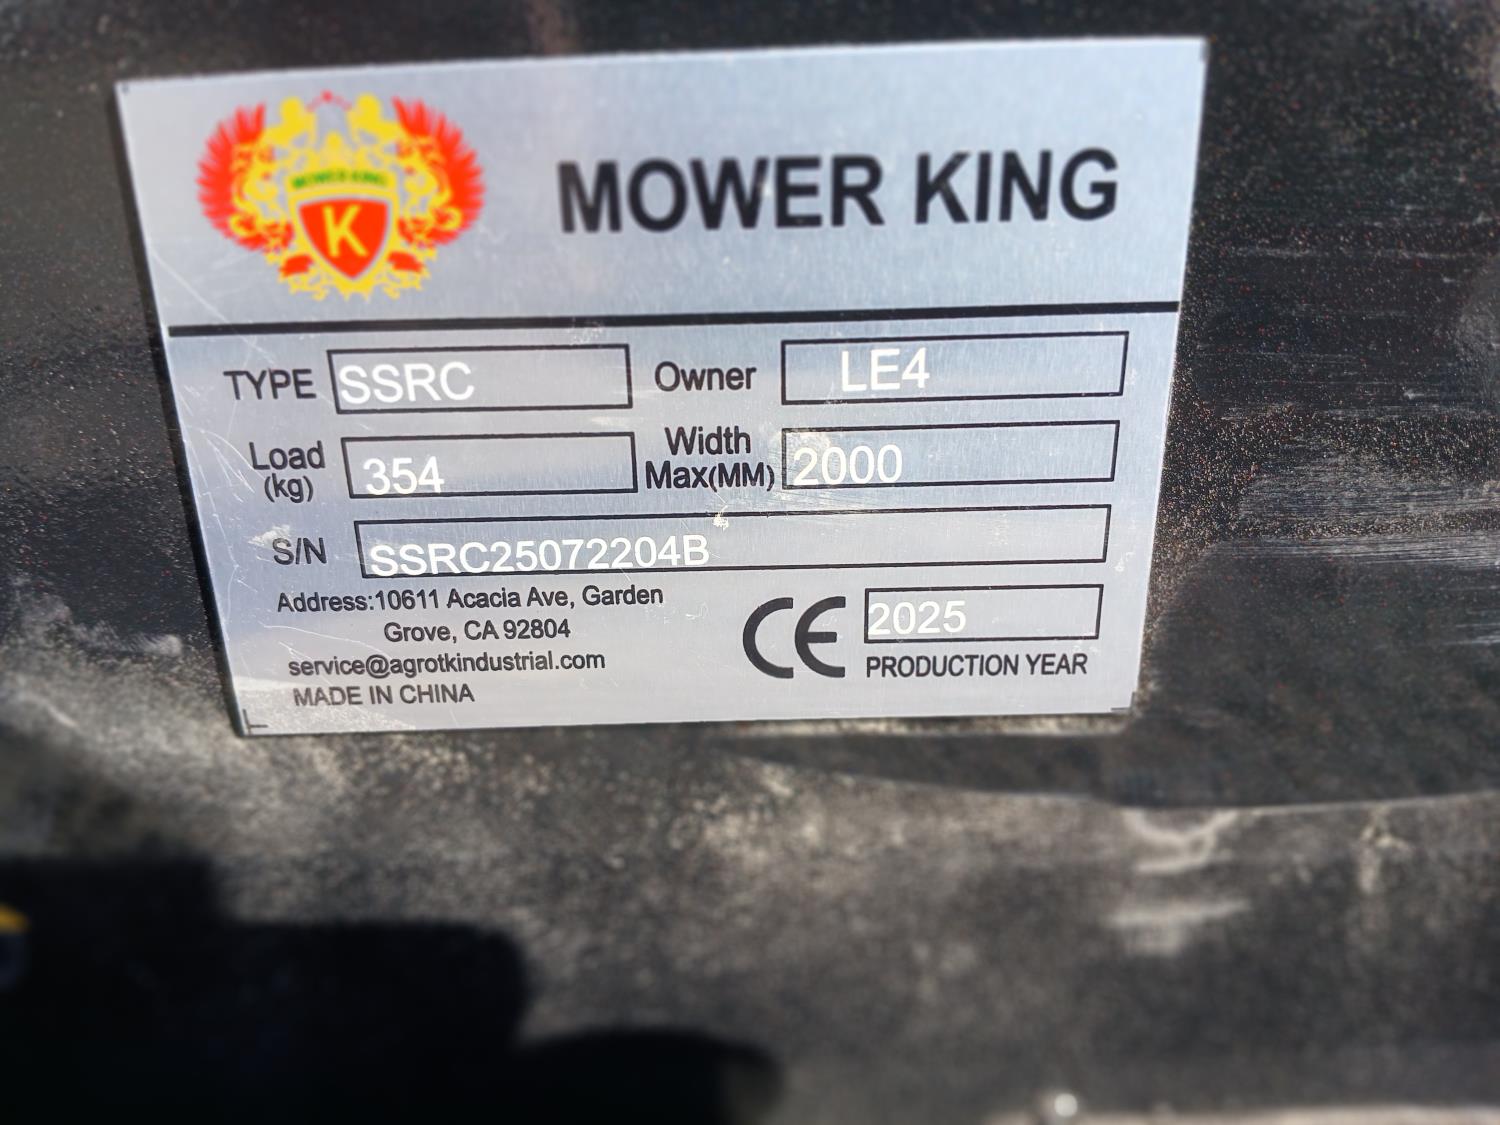 MOWER KING
K
MOWER KING
TYPE SSRC Owner LE4
Load (kg) 354 Width Max(MM) 2000
S/N SSRC25072204B
Address:10611 Acacia Ave, Garden
Grove, CA 92804
service@agrotkindustrial.com
MADE IN CHINA
CE 2025
PRODUCTION YEAR